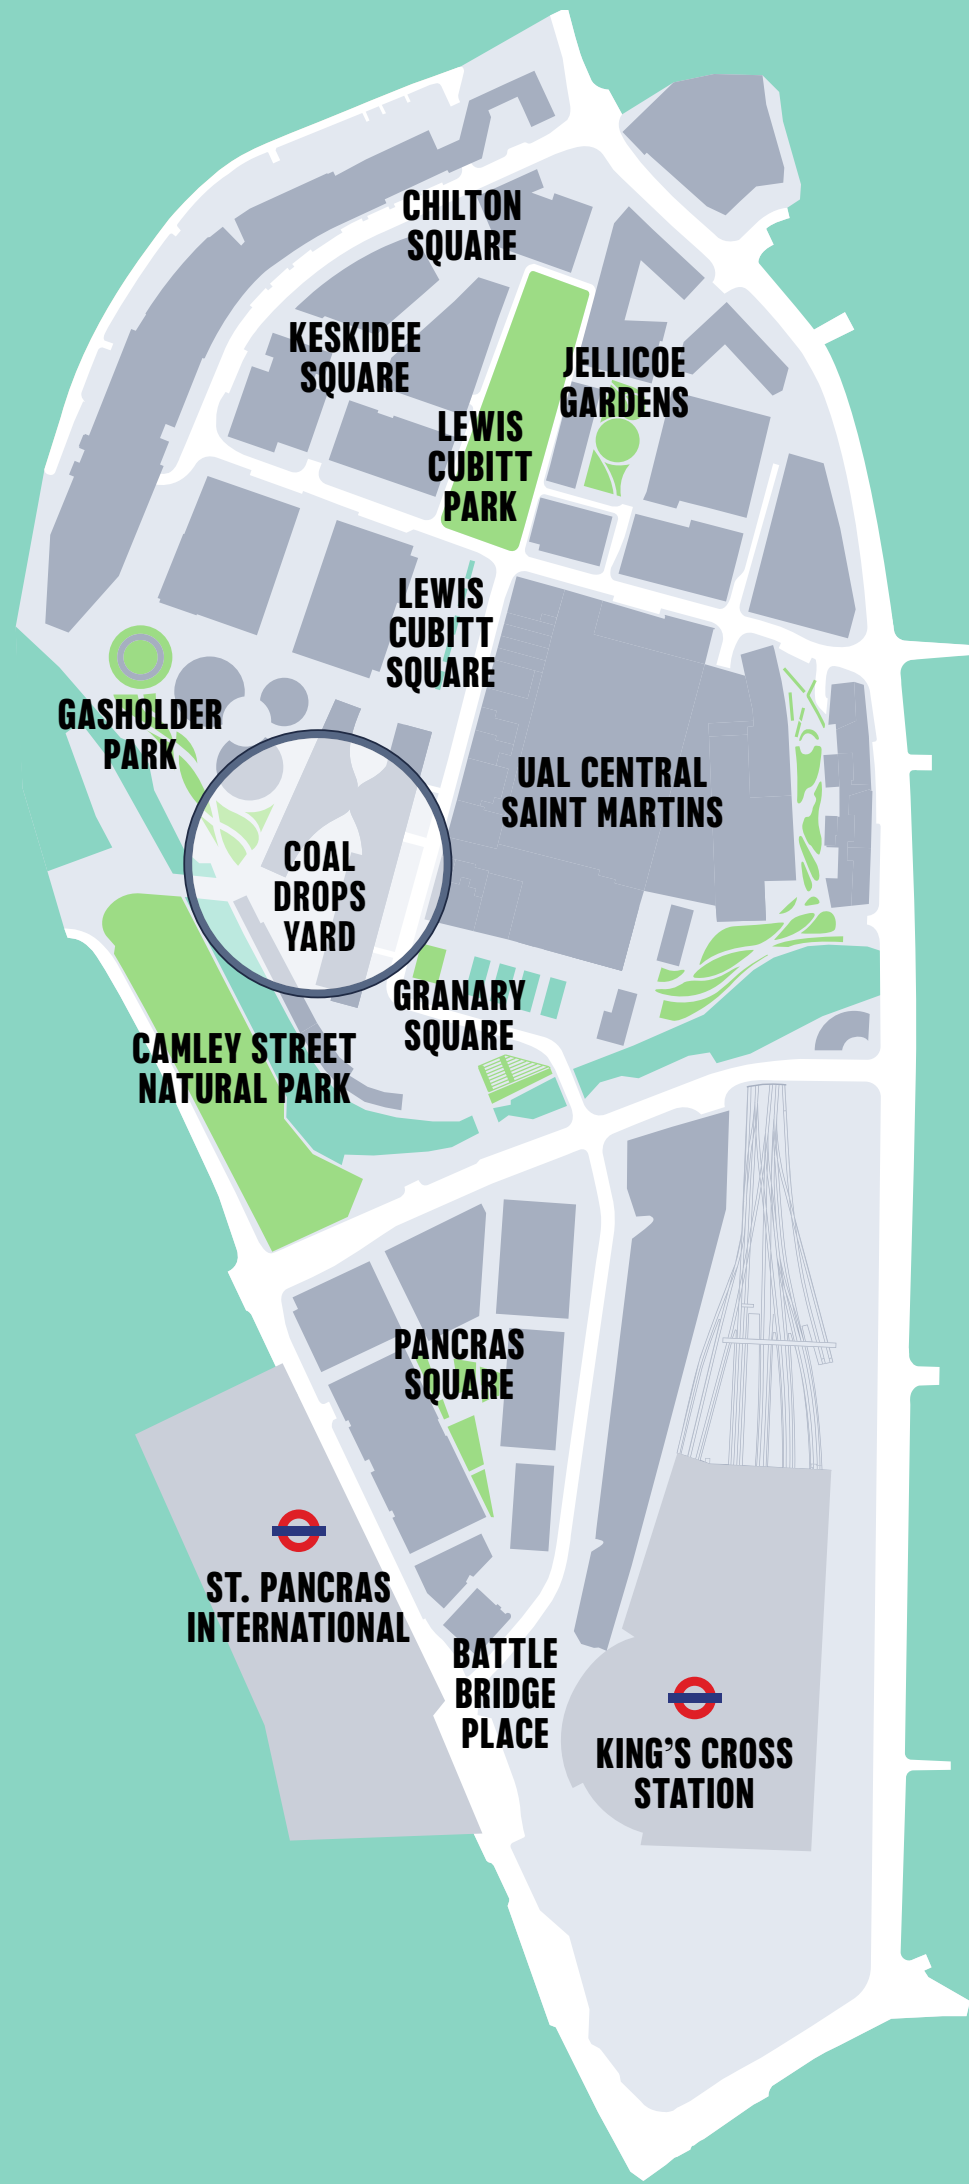 CHILTON
SQUARE
KESKIDEE
SQUARE
JELLICOE
GARDENS
LEWIS
CUBITT
PARK
LEWIS
CUBITT
SQUARE
GASHOLDER
PARK
UAL CENTRAL
SAINT MARTINS
COAL
DROPS
YARD
GRANARY
SQUARE
CAMLEY STREET
NATURAL PARK
PANCRAS
SQUARE
ST. PANCRAS
INTERNATIONAL
BATTLE
BRIDGE
PLACE
KING’S CROSS
STATION